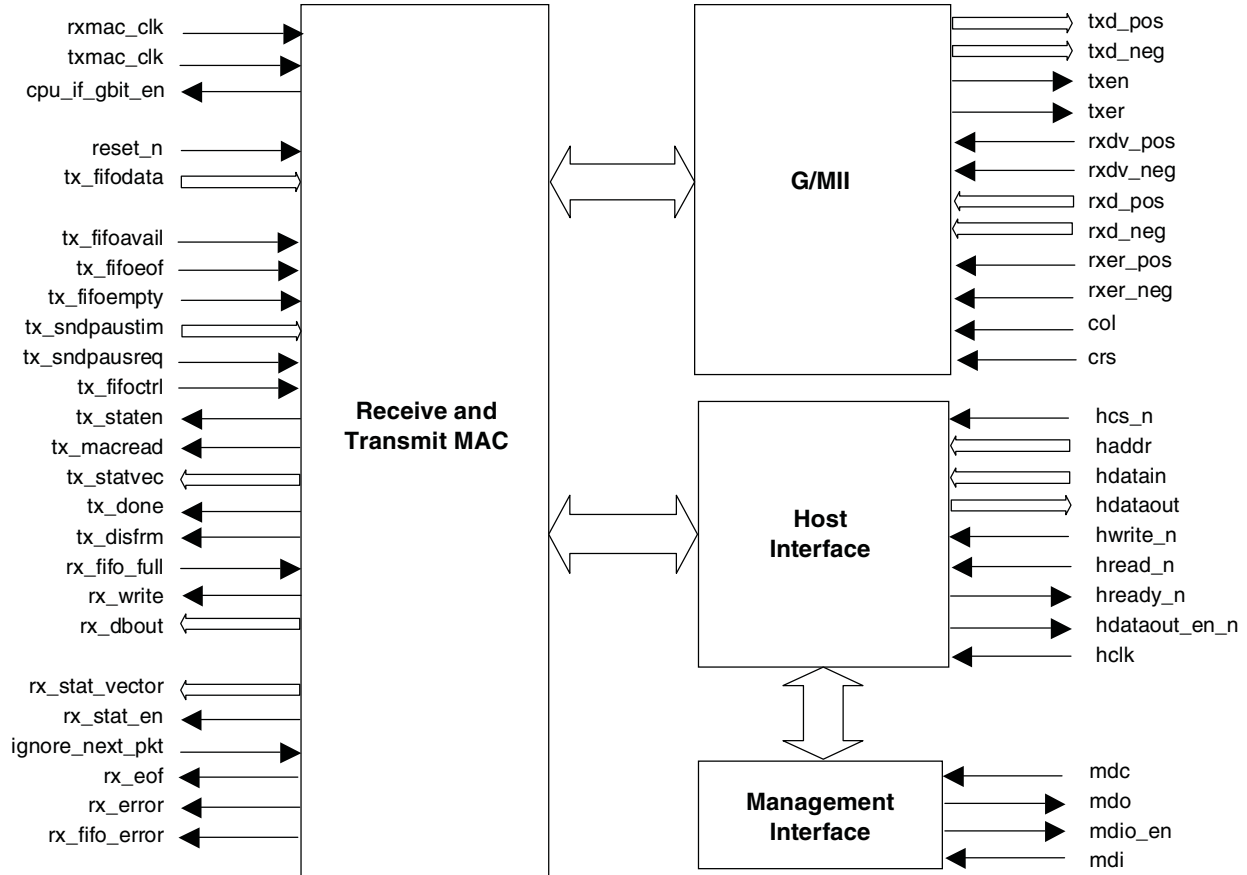 rxmac_clk
txmac_clk
cpu_if_gbit_en
reset_n
tx_fifodata
tx_fifoavail
tx_fifoeof
tx_fifoempty
tx_sndpaustim
tx_sndpausreq
tx_fifoctrl
tx_staten
tx_macread
tx_statvec
tx_done
tx_disfrm
rx_fifo_full
rx_write
rx_dbout
rx_stat_vector
rx_stat_en
ignore_next_pkt
rx_eof
rx_error
rx_fifo_error
Receive and
Transmit MAC
G/MII
txd_pos
txd_neg
txen
txer
rxdv_pos
rxdv_neg
rxd_pos
rxd_neg
rxer_pos
rxer_neg
col
crs
Host
Interface
hcs_n
haddr
hdatain
hdataout
hwrite_n
hread_n
hready_n
hdataout_en_n
hclk
Management
Interface
mdc
mdo
mdio_en
mdi